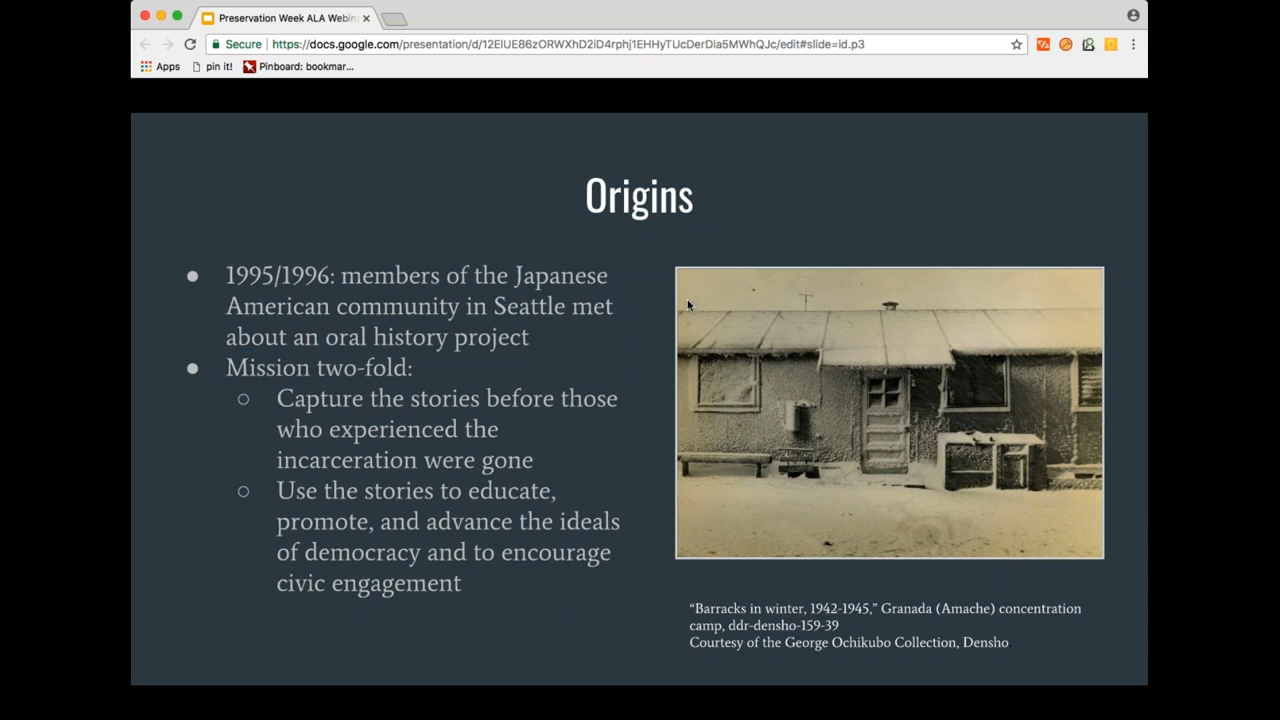 Preservation Week ALA Webin
Secure
https://docs.google.com/presentation/d/12ElUE86zORWXhD2iD4rphj1EHHyTUcDerDla5MWhQJc/edit#slide=id.p3
Apps
pin it!
Pinboard: bookmar...
Origins
● 1995/1996: members of the Japanese
American community in Seattle met
about an oral history project
● Mission two-fold:
○ Capture the stories before those
who experienced the
incarceration were gone
○ Use the stories to educate,
promote, and advance the ideals
of democracy and to encourage
civic engagement
“Barracks in winter, 1942-1945,” Granada (Amache) concentration
camp, ddr-densho-159-39
Courtesy of the George Ochikubo Collection, Densho.